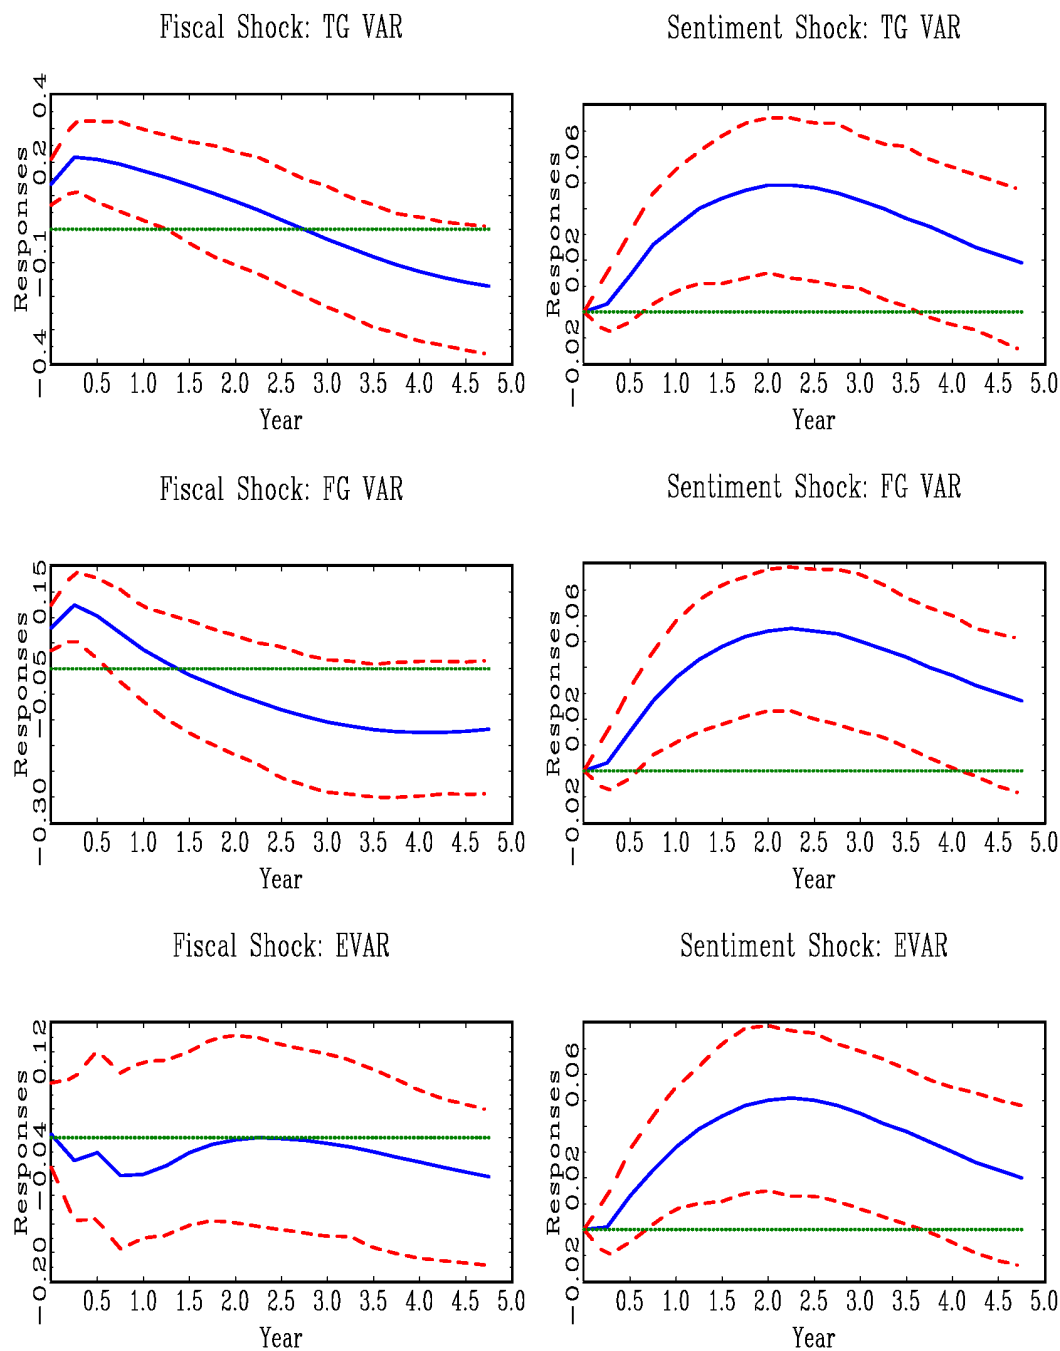 Fiscal Shock: TG VAR
Responses
−0.4 −0.1 0.2 0.4
0.5 1.0 1.5 2.0 2.5 3.0 3.5 4.0 4.5 5.0
Year
Sentiment Shock: TG VAR
Responses
−0.02 0.02 0.06
0.5 1.0 1.5 2.0 2.5 3.0 3.5 4.0 4.5 5.0
Year
Fiscal Shock: FG VAR
Responses
−0.30 −0.05 0.15
0.5 1.0 1.5 2.0 2.5 3.0 3.5 4.0 4.5 5.0
Year
Sentiment Shock: FG VAR
Responses
−0.02 0.02 0.06
0.5 1.0 1.5 2.0 2.5 3.0 3.5 4.0 4.5 5.0
Year
Fiscal Shock: EVAR
Responses
−0.20 −0.04 0.12
0.5 1.0 1.5 2.0 2.5 3.0 3.5 4.0 4.5 5.0
Year
Sentiment Shock: EVAR
Responses
−0.02 0.02 0.06
0.5 1.0 1.5 2.0 2.5 3.0 3.5 4.0 4.5 5.0
Year